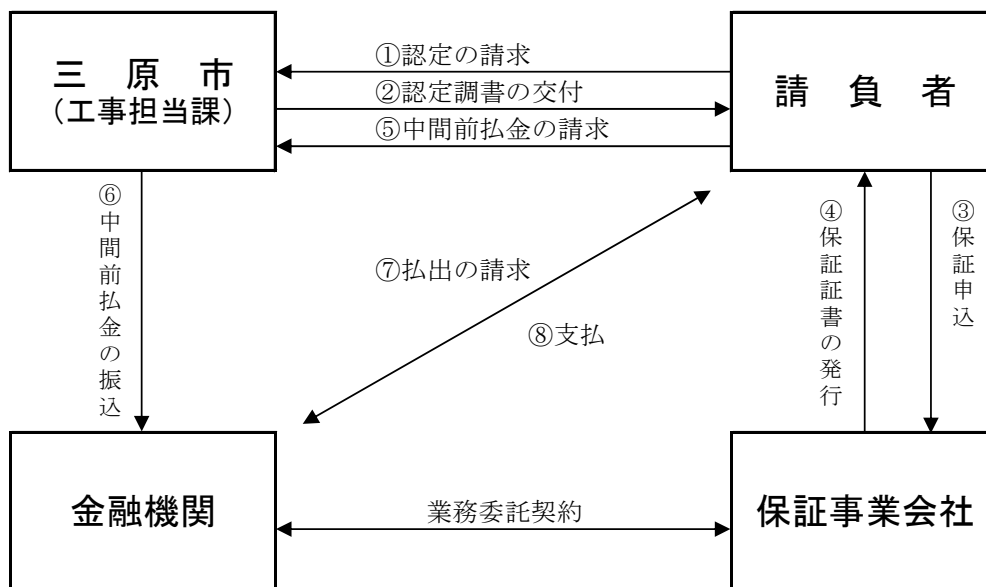 三原市
（工事担当課）
①認定の請求
②認定調書の交付
⑤中間前払金の請求
請負者
⑥中間前払金の振込
⑦払出の請求
⑧支払
④保証証書の発行
③保証申込
金融機関
業務委託契約
保証事業会社